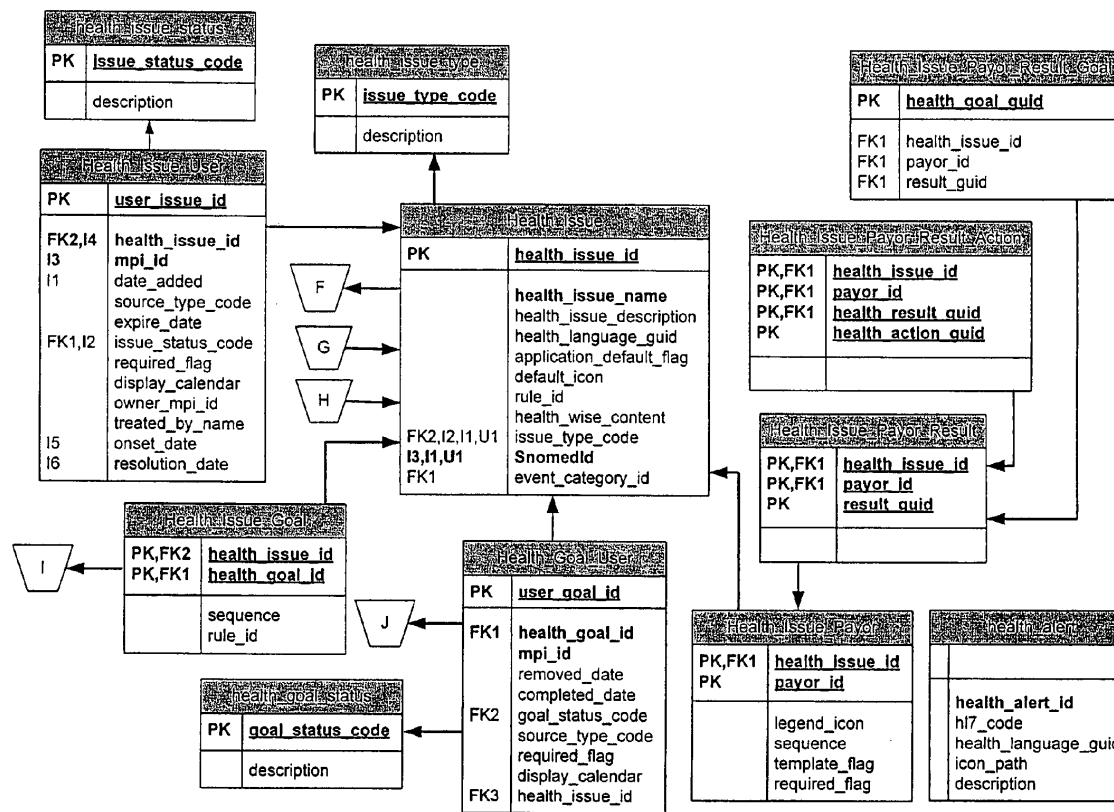 health_issue_status
PK issue_status_code
description
health_issue_type
PK issue_type_code
description
Health_Issue_Payor_Result_Goal
PK health_goal_guid
FK1 health_issue_id
FK1 payor_id
FK1 result_guid
Health_Issue_User
PK user_issue_id
FK2,I4 health_issue_id
I3 mpi_id
I1 date_added
source_type_code
expire_date
FK1,I2 issue_status_code
required_flag
display_calendar
owner_mpi_id
treated_by_name
I5 onset_date
I6 resolution_date
Health_Issue
PK health_issue_id
health_issue_name
health_issue_description
health_language_guid
application_default_flag
default_icon
rule_id
health_wise_content
FK2,I2,I1,U1 issue_type_code
I3,I1,U1 SnomedId
FK1 event_category_id
F
G
H
Health_Issue_Payor_Result_Action
PK,FK1 health_issue_id
PK,FK1 payor_id
PK,FK1 health_result_guid
PK health_action_guid
Health_Issue_Payor_Result
PK,FK1 health_issue_id
PK,FK1 payor_id
PK result_guid
Health_Issue_Goal
PK,FK2 health_issue_id
PK,FK1 health_goal_id
sequence
rule_id
I
J
Health_Goal_User
PK user_goal_id
FK1 health_goal_id
mpi_id
removed_date
completed_date
FK2 goal_status_code
source_type_code
required_flag
display_calendar
FK3 health_issue_id
health_goal_status
PK goal_status_code
description
Health_Issue_Payor
PK,FK1 health_issue_id
PK payor_id
legend_icon
sequence
template_flag
required_flag
health_alert
health_alert_id
hl7_code
health_language_guid
icon_path
description